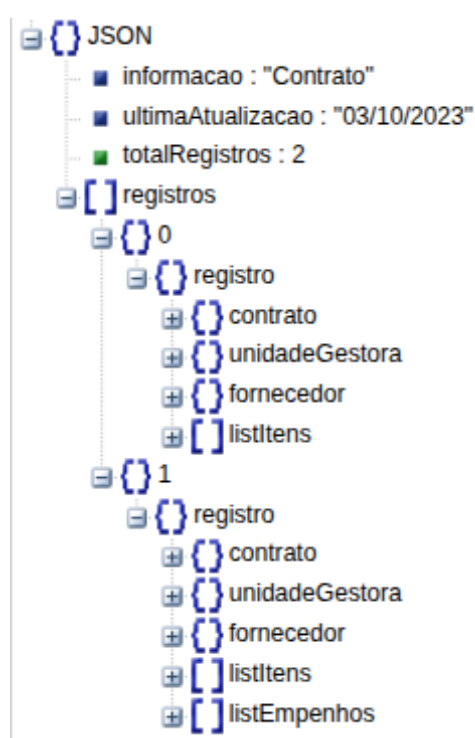 JSON
informacao : "Contrato"
ultimaAtualizacao : "03/10/2023"
totalRegistros : 2
registros
0
registro
contrato
unidadeGestora
fornecedor
listItens
1
registro
contrato
unidadeGestora
fornecedor
listItens
listEmpenhos